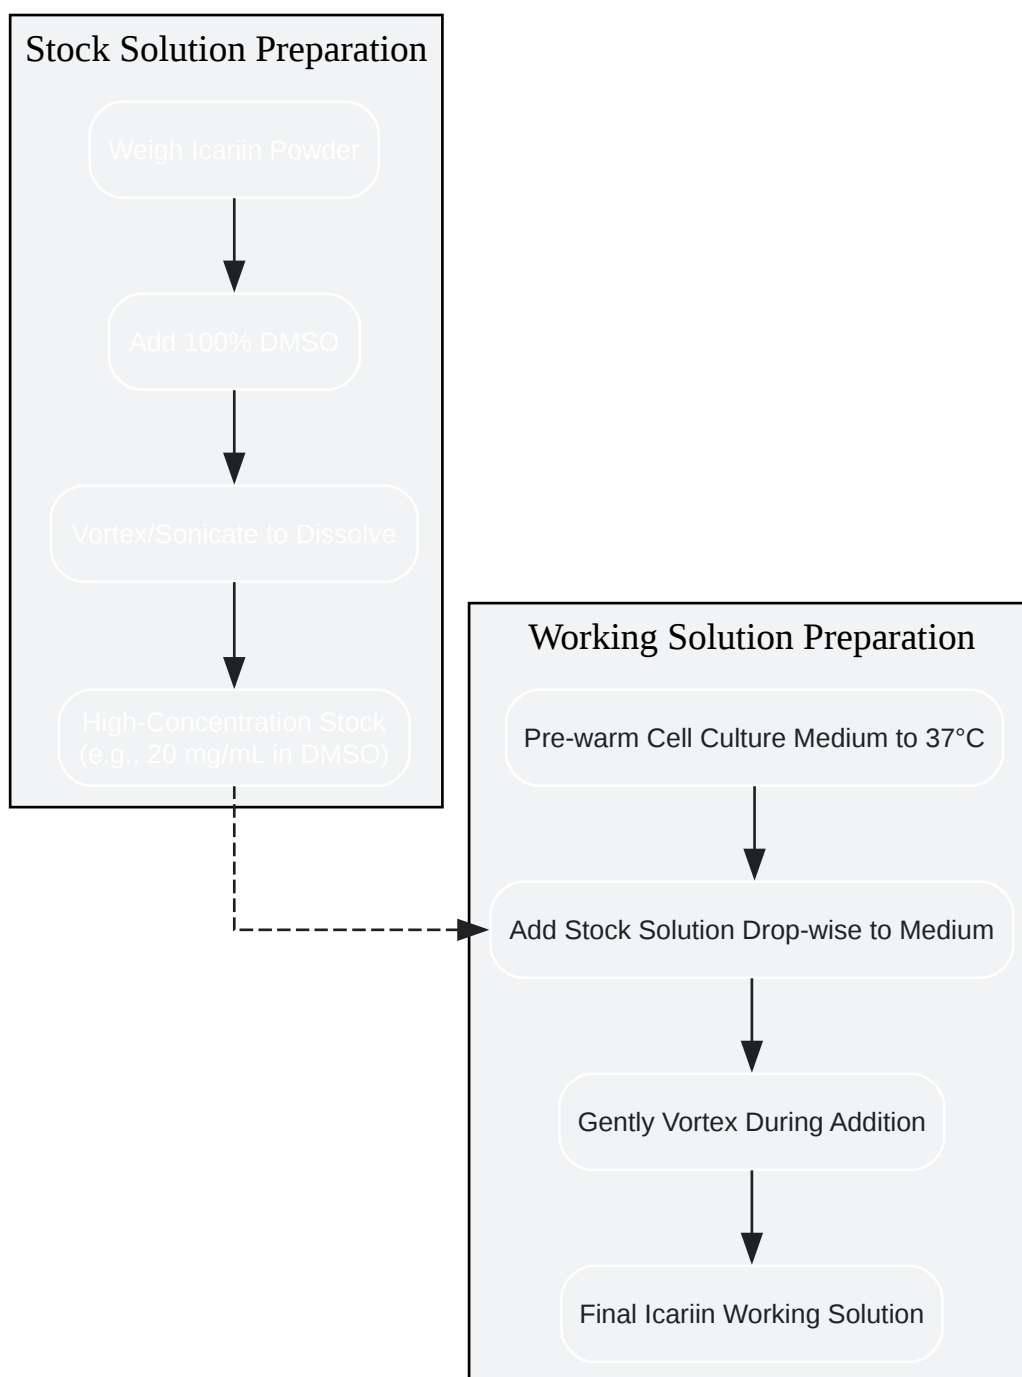 Stock Solution Preparation
Weigh Icariin Powder
Add 100% DMSO
Vortex/Sonicate to Dissolve
High-Concentration Stock
(e.g., 20 mg/mL in DMSO)
Working Solution Preparation
Pre-warm Cell Culture Medium to 37°C
Add Stock Solution Drop-wise to Medium
Gently Vortex During Addition
Final Icariin Working Solution